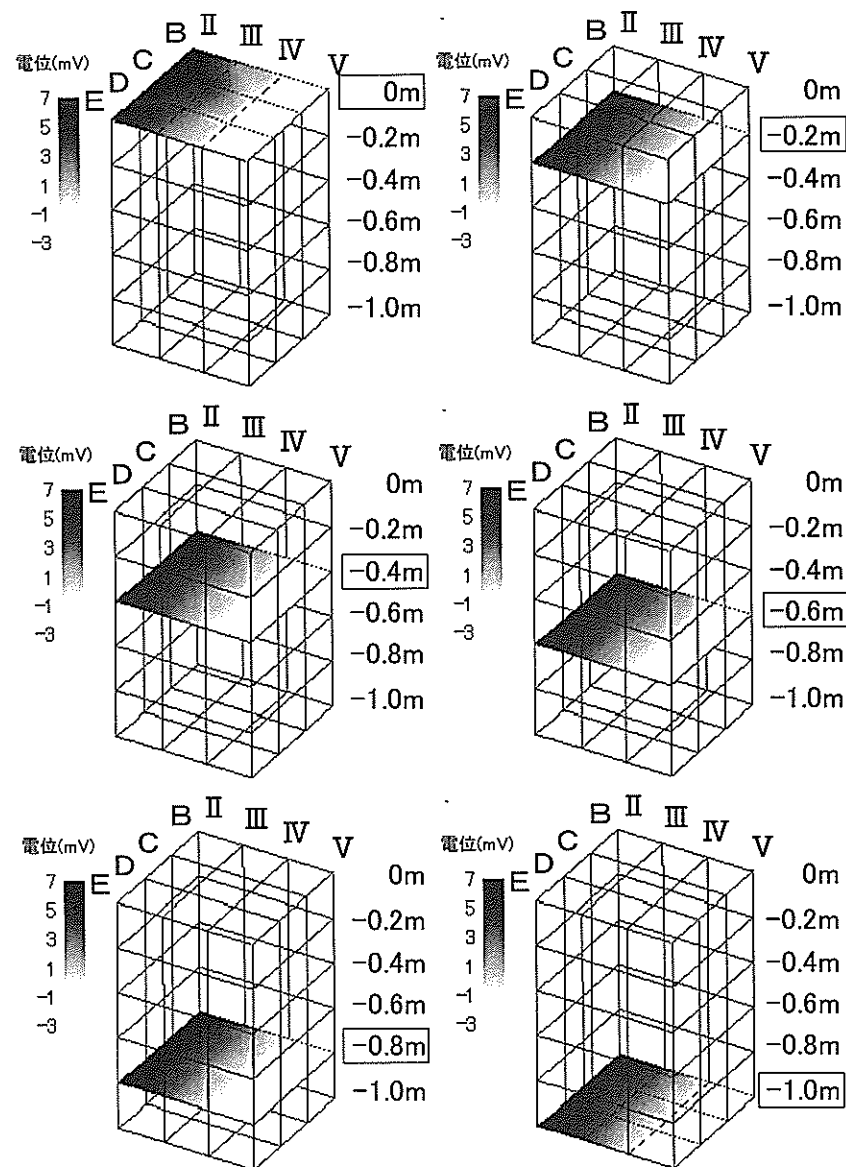 B II III IV V
電位(mV) D C
7 E 0m
5 -0.2m
3 -0.4m
1 -0.6m
-1 -0.8m
-3 -1.0m
B II III IV V
電位(mV) D C
7 E 0m
5 -0.2m
3 -0.4m
1 -0.6m
-1 -0.8m
-3 -1.0m
B II III IV V
電位(mV) D C
7 E 0m
5 -0.2m
3 -0.4m
1 -0.6m
-1 -0.8m
-3 -1.0m
B II III IV V
電位(mV) D C
7 E 0m
5 -0.2m
3 -0.4m
1 -0.6m
-1 -0.8m
-3 -1.0m
B II III IV V
電位(mV) D C
7 E 0m
5 -0.2m
3 -0.4m
1 -0.6m
-1 -0.8m
-3 -1.0m
B II III IV V
電位(mV) D C
7 E 0m
5 -0.2m
3 -0.4m
1 -0.6m
-1 -0.8m
-3 -1.0m